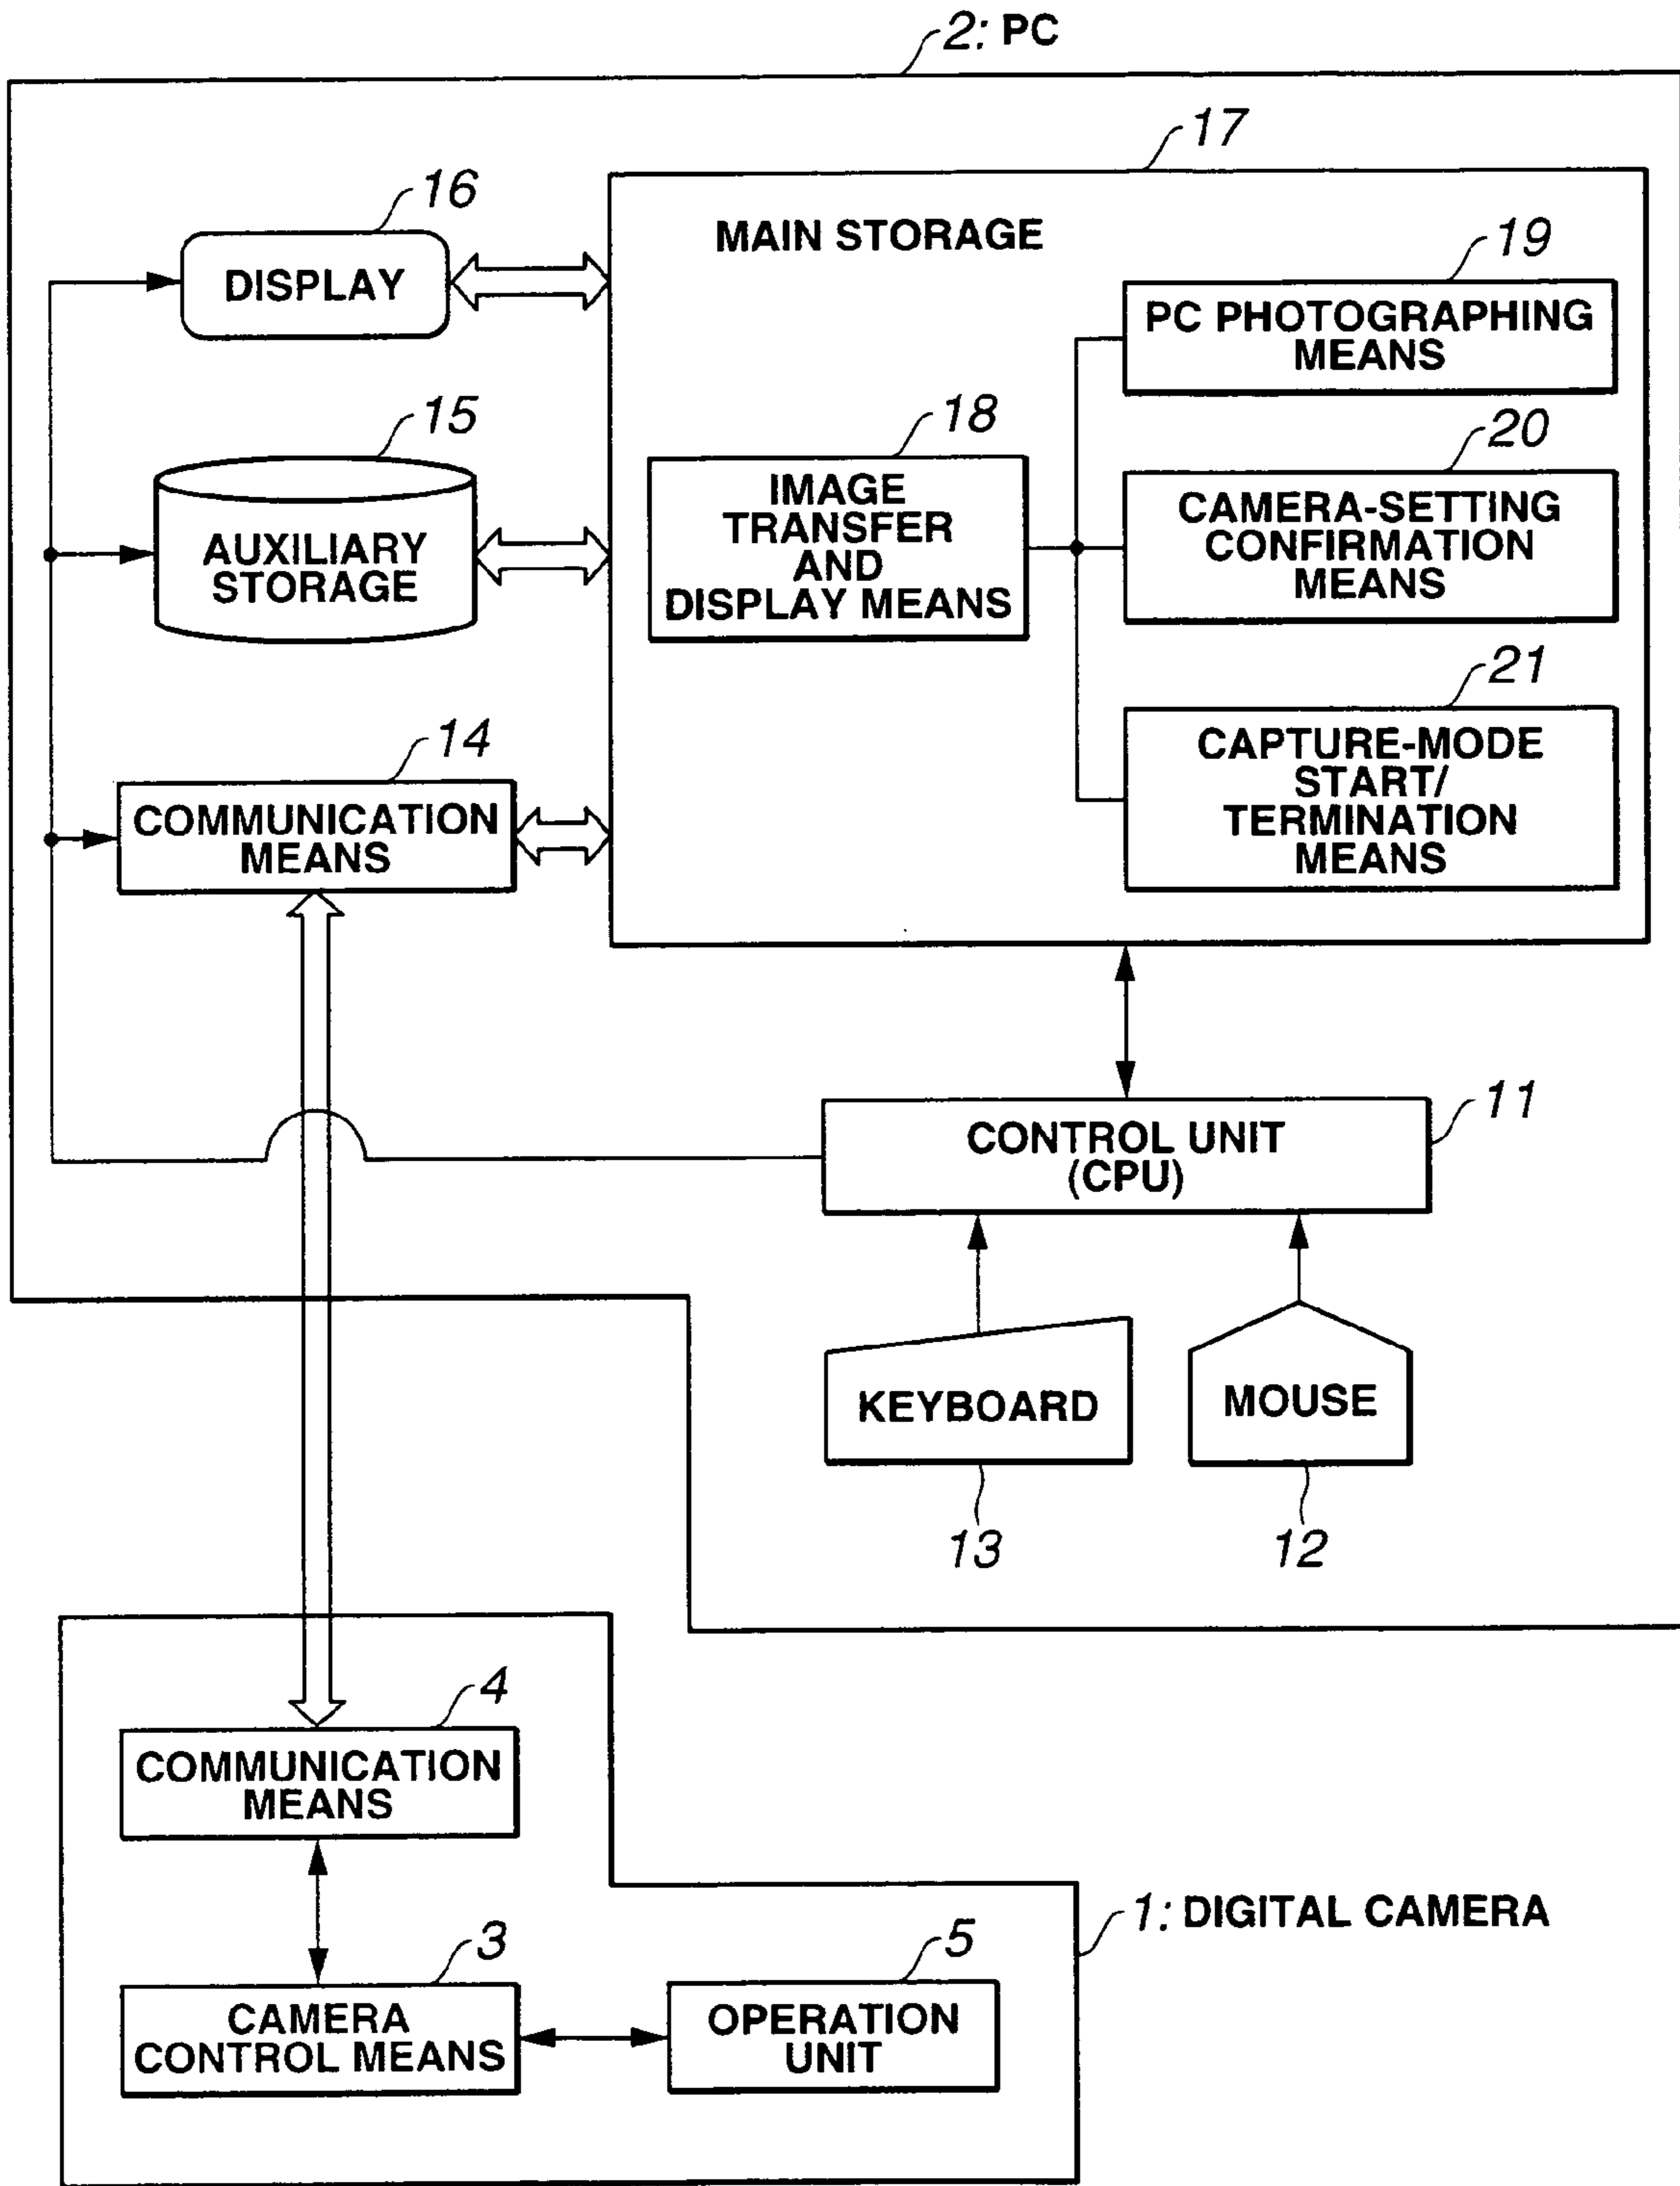 2: PC
17
16
MAIN STORAGE
19
DISPLAY
PC PHOTOGRAPHING
MEANS
15
18
20
IMAGE
TRANSFER
AND
DISPLAY MEANS
CAMERA-SETTING
CONFIRMATION
MEANS
AUXILIARY
STORAGE
21
14
CAPTURE-MODE
START/
TERMINATION
MEANS
COMMUNICATION
MEANS
11
CONTROL UNIT
(CPU)
KEYBOARD
MOUSE
13
12
4
COMMUNICATION
MEANS
1: DIGITAL CAMERA
3
5
CAMERA
CONTROL MEANS
OPERATION
UNIT